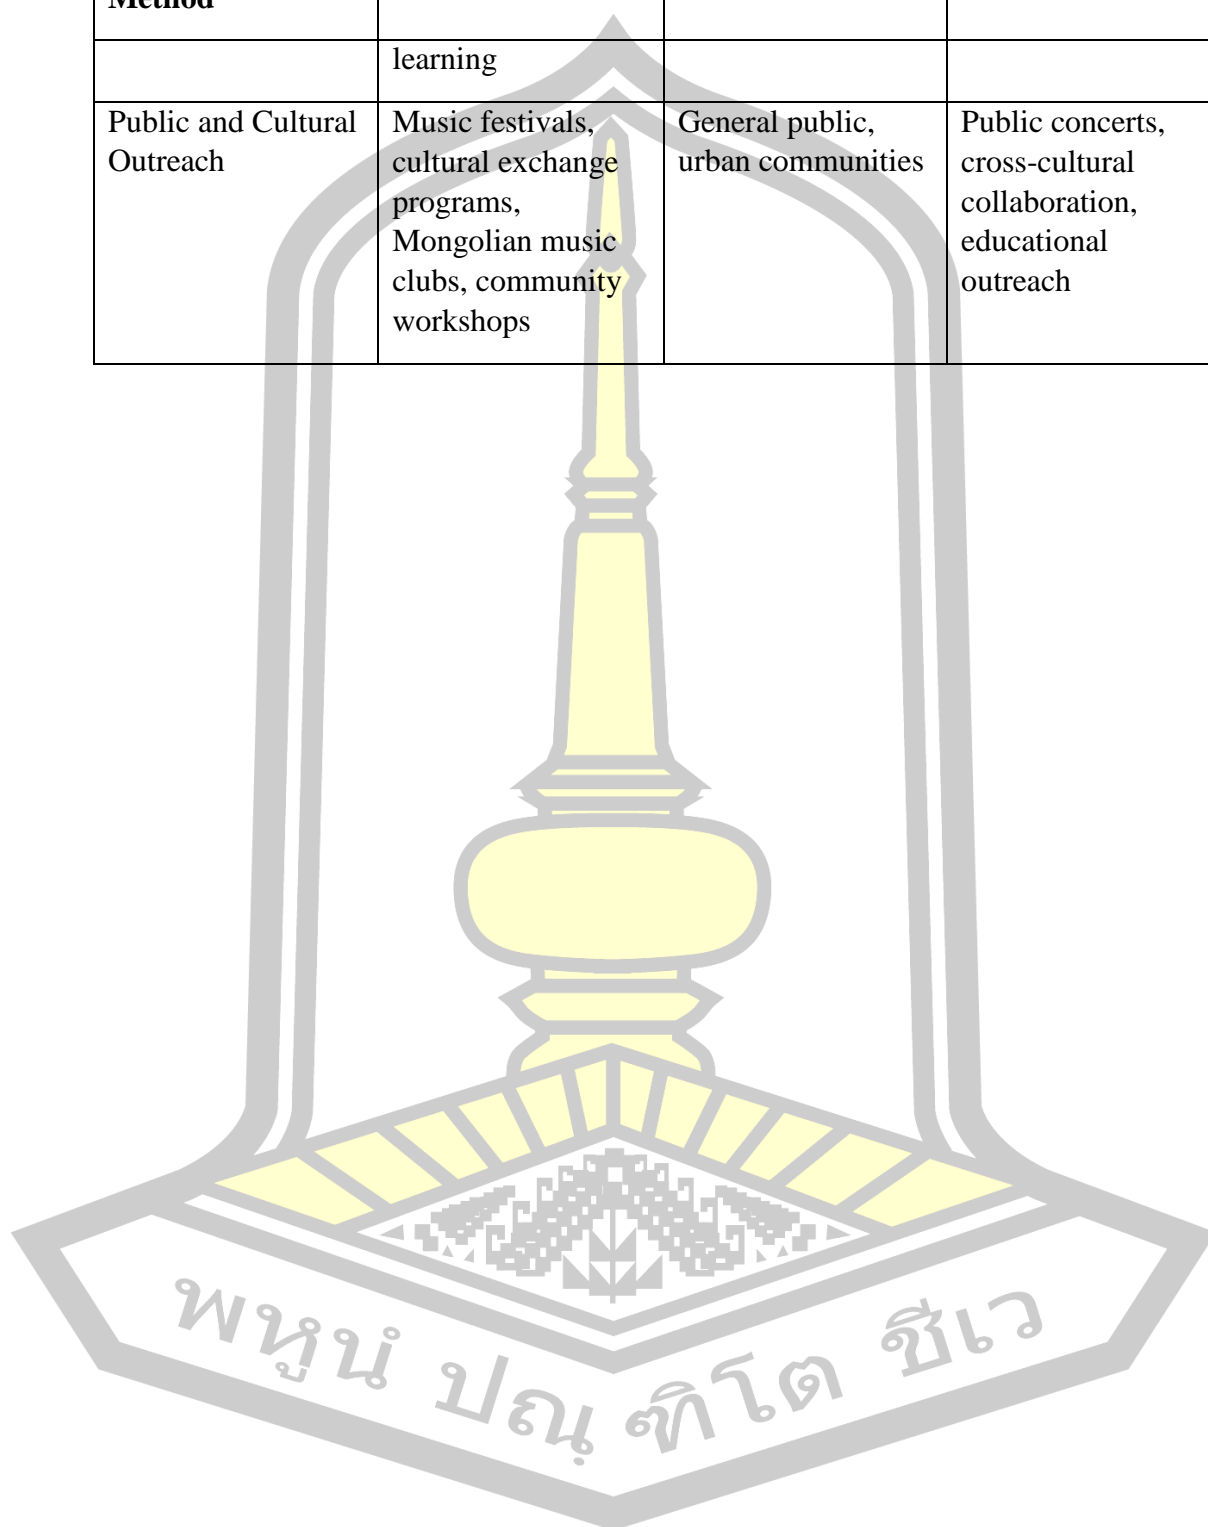 Method
learning
Public and Cultural Outreach
Music festivals, cultural exchange programs, Mongolian music clubs, community workshops
General public, urban communities
Public concerts, cross-cultural collaboration, educational outreach
พหูนํ ปณฺฑิโต ชีเว